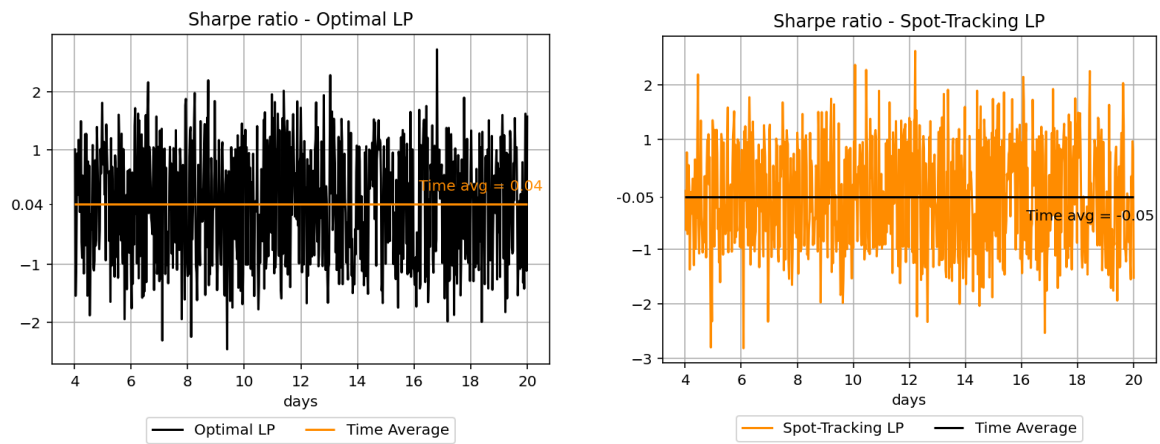 Sharpe ratio - Optimal LP
2
1
0.04
−1
−2
Time avg = 0.04
4 6 8 10 12 14 16 18 20
days
Optimal LP Time Average
Sharpe ratio - Spot-Tracking LP
2
1
-0.05
−1
−2
−3
Time avg = -0.05
4 6 8 10 12 14 16 18 20
days
Spot-Tracking LP Time Average